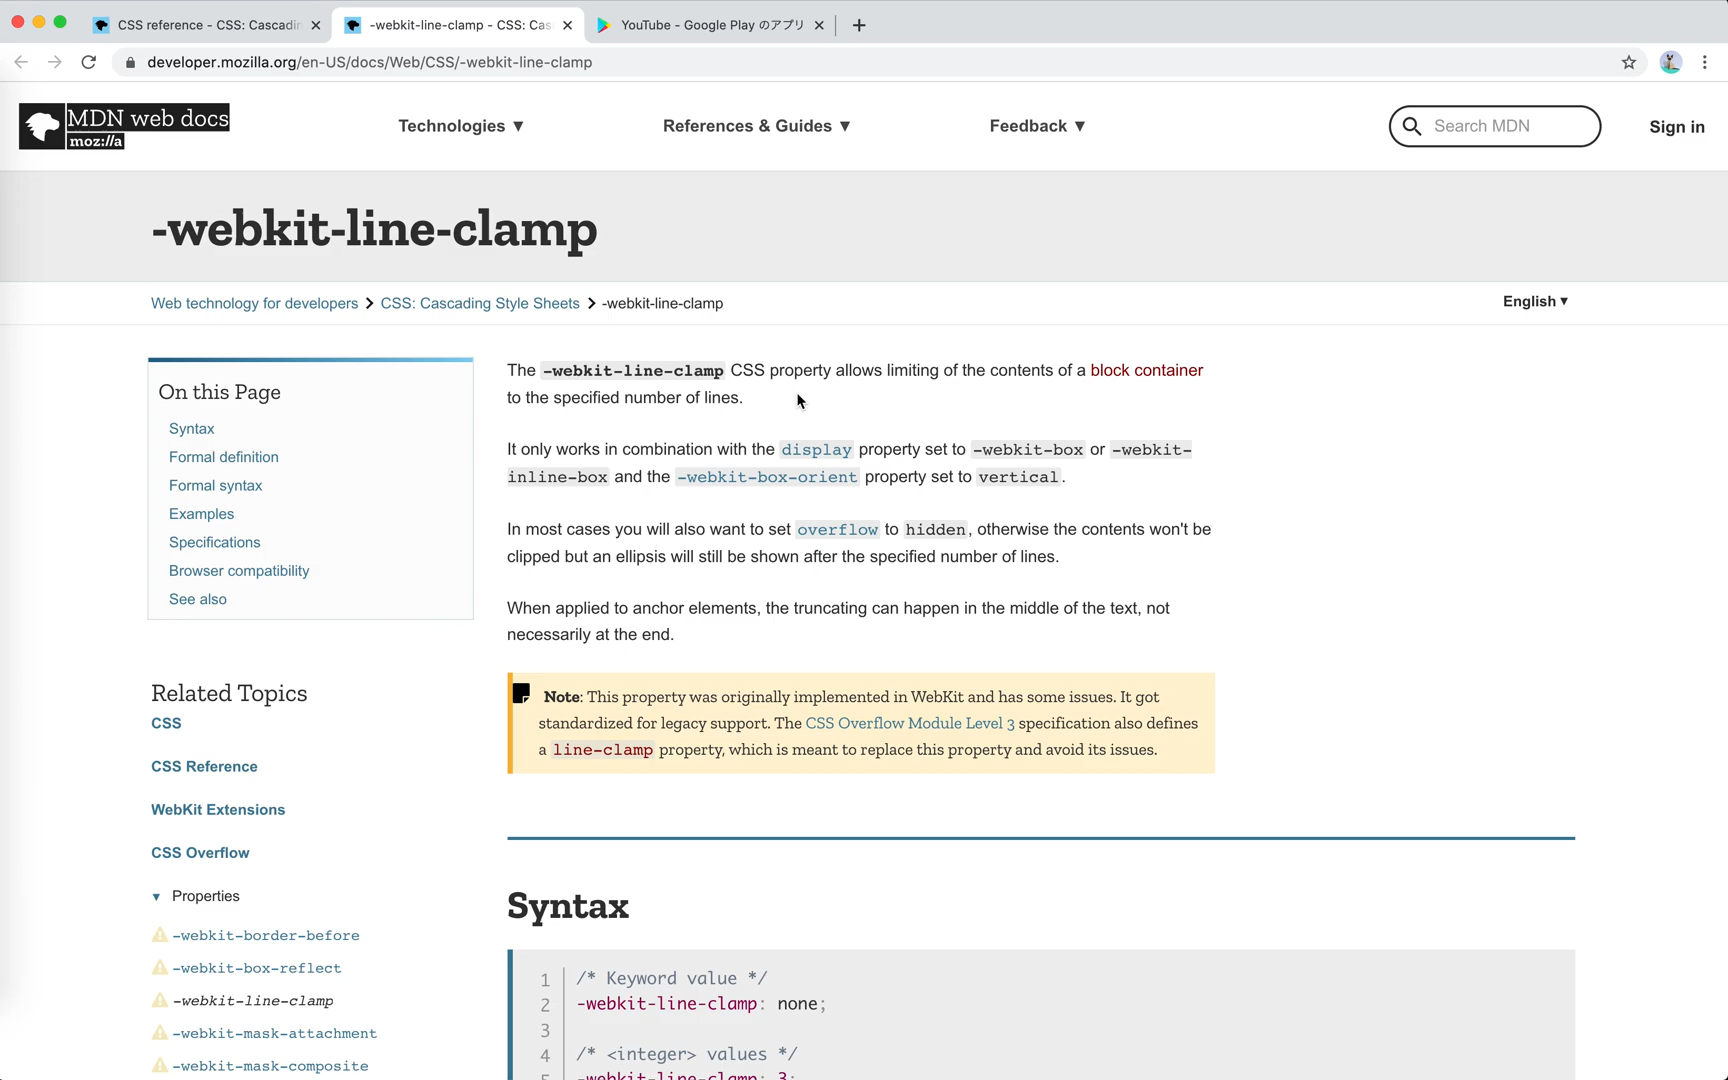 CSS reference - CSS: Cascadin
-webkit-line-clamp - CSS: Cas
YouTube - Google Play のアプリ
developer.mozilla.org/en-US/docs/Web/CSS/-webkit-line-clamp
MDN web docs
moz://a
Technologies ▼
References & Guides ▼
Feedback ▼
Search MDN
Sign in
-webkit-line-clamp
Web technology for developers > CSS: Cascading Style Sheets > -webkit-line-clamp
English ▼
On this Page
Syntax
Formal definition
Formal syntax
Examples
Specifications
Browser compatibility
See also
Related Topics
CSS
CSS Reference
WebKit Extensions
CSS Overflow
▼ Properties
-webkit-border-before
-webkit-box-reflect
-webkit-line-clamp
-webkit-mask-attachment
-webkit-mask-composite
The -webkit-line-clamp CSS property allows limiting of the contents of a block container
to the specified number of lines.
It only works in combination with the display property set to -webkit-box or -webkit-
inline-box and the -webkit-box-orient property set to vertical.
In most cases you will also want to set overflow to hidden, otherwise the contents won't be
clipped but an ellipsis will still be shown after the specified number of lines.
When applied to anchor elements, the truncating can happen in the middle of the text, not
necessarily at the end.
Note: This property was originally implemented in WebKit and has some issues. It got
standardized for legacy support. The CSS Overflow Module Level 3 specification also defines
a line-clamp property, which is meant to replace this property and avoid its issues.
Syntax
1 /* Keyword value */
2 -webkit-line-clamp: none;
3
4 /* <integer> values */
5 -webkit-line-clamp: 3;